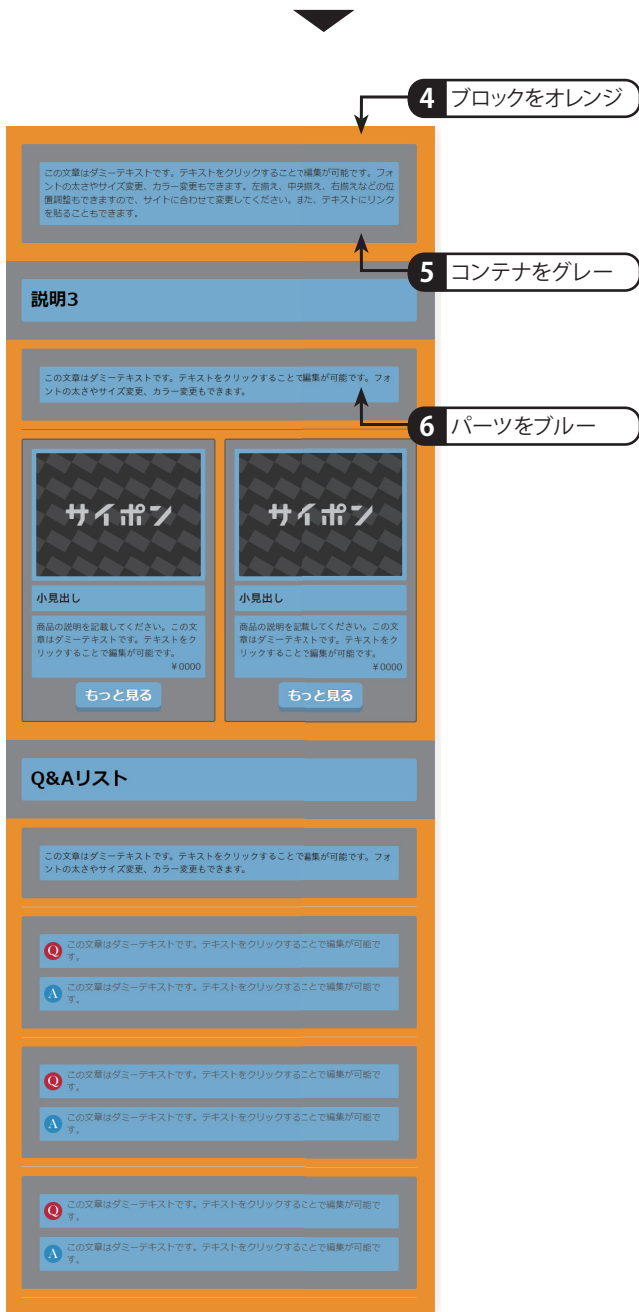 4 ブロックをオレンジ
この文章はダミーテキストです。テキストをクリックすることで編集が可能です。フォ
ントの太さやサイズ変更、カラー変更もできます。左揃え、中央揃え、右揃えなどの位
置調整もできますので、サイトに合わせて変更してください。また、テキストにリンク
を貼ることもできます。
5 コンテナをグレー
説明3
この文章はダミーテキストです。テキストをクリックすることで編集が可能です。フォ
ントの太さやサイズ変更、カラー変更もできます。
6 パーツをブルー
サイポン
小見出し
商品の説明を記載してください。この文
章はダミーテキストです。テキストをク
リックすることで編集が可能です。
¥0000
もっと見る
サイポン
小見出し
商品の説明を記載してください。この文
章はダミーテキストです。テキストをク
リックすることで編集が可能です。
¥0000
もっと見る
Q&Aリスト
この文章はダミーテキストです。テキストをクリックすることで編集が可能です。フォ
ントの太さやサイズ変更、カラー変更もできます。
Q この文章はダミーテキストです。テキストをクリックすることで編集が可能で
す。
A この文章はダミーテキストです。テキストをクリックすることで編集が可能で
す。
Q この文章はダミーテキストです。テキストをクリックすることで編集が可能で
す。
A この文章はダミーテキストです。テキストをクリックすることで編集が可能で
す。
Q この文章はダミーテキストです。テキストをクリックすることで編集が可能で
す。
A この文章はダミーテキストです。テキストをクリックすることで編集が可能で
す。